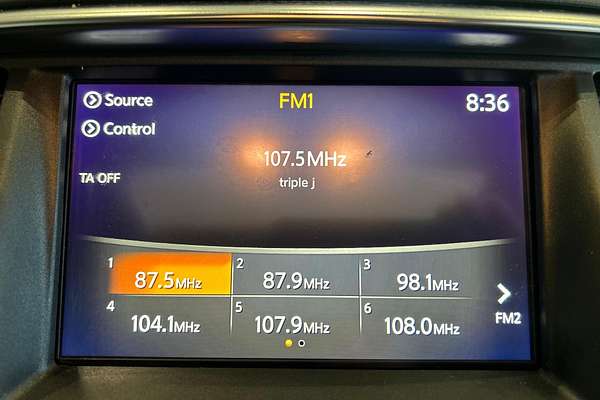 Source
FM1
8:36
Control
107.5MHz
TA OFF
triple j
1
87.5MHz
2
87.9MHz
3
98.1MHz
4
104.1MHz
5
107.9MHz
6
108.0MHz
FM2